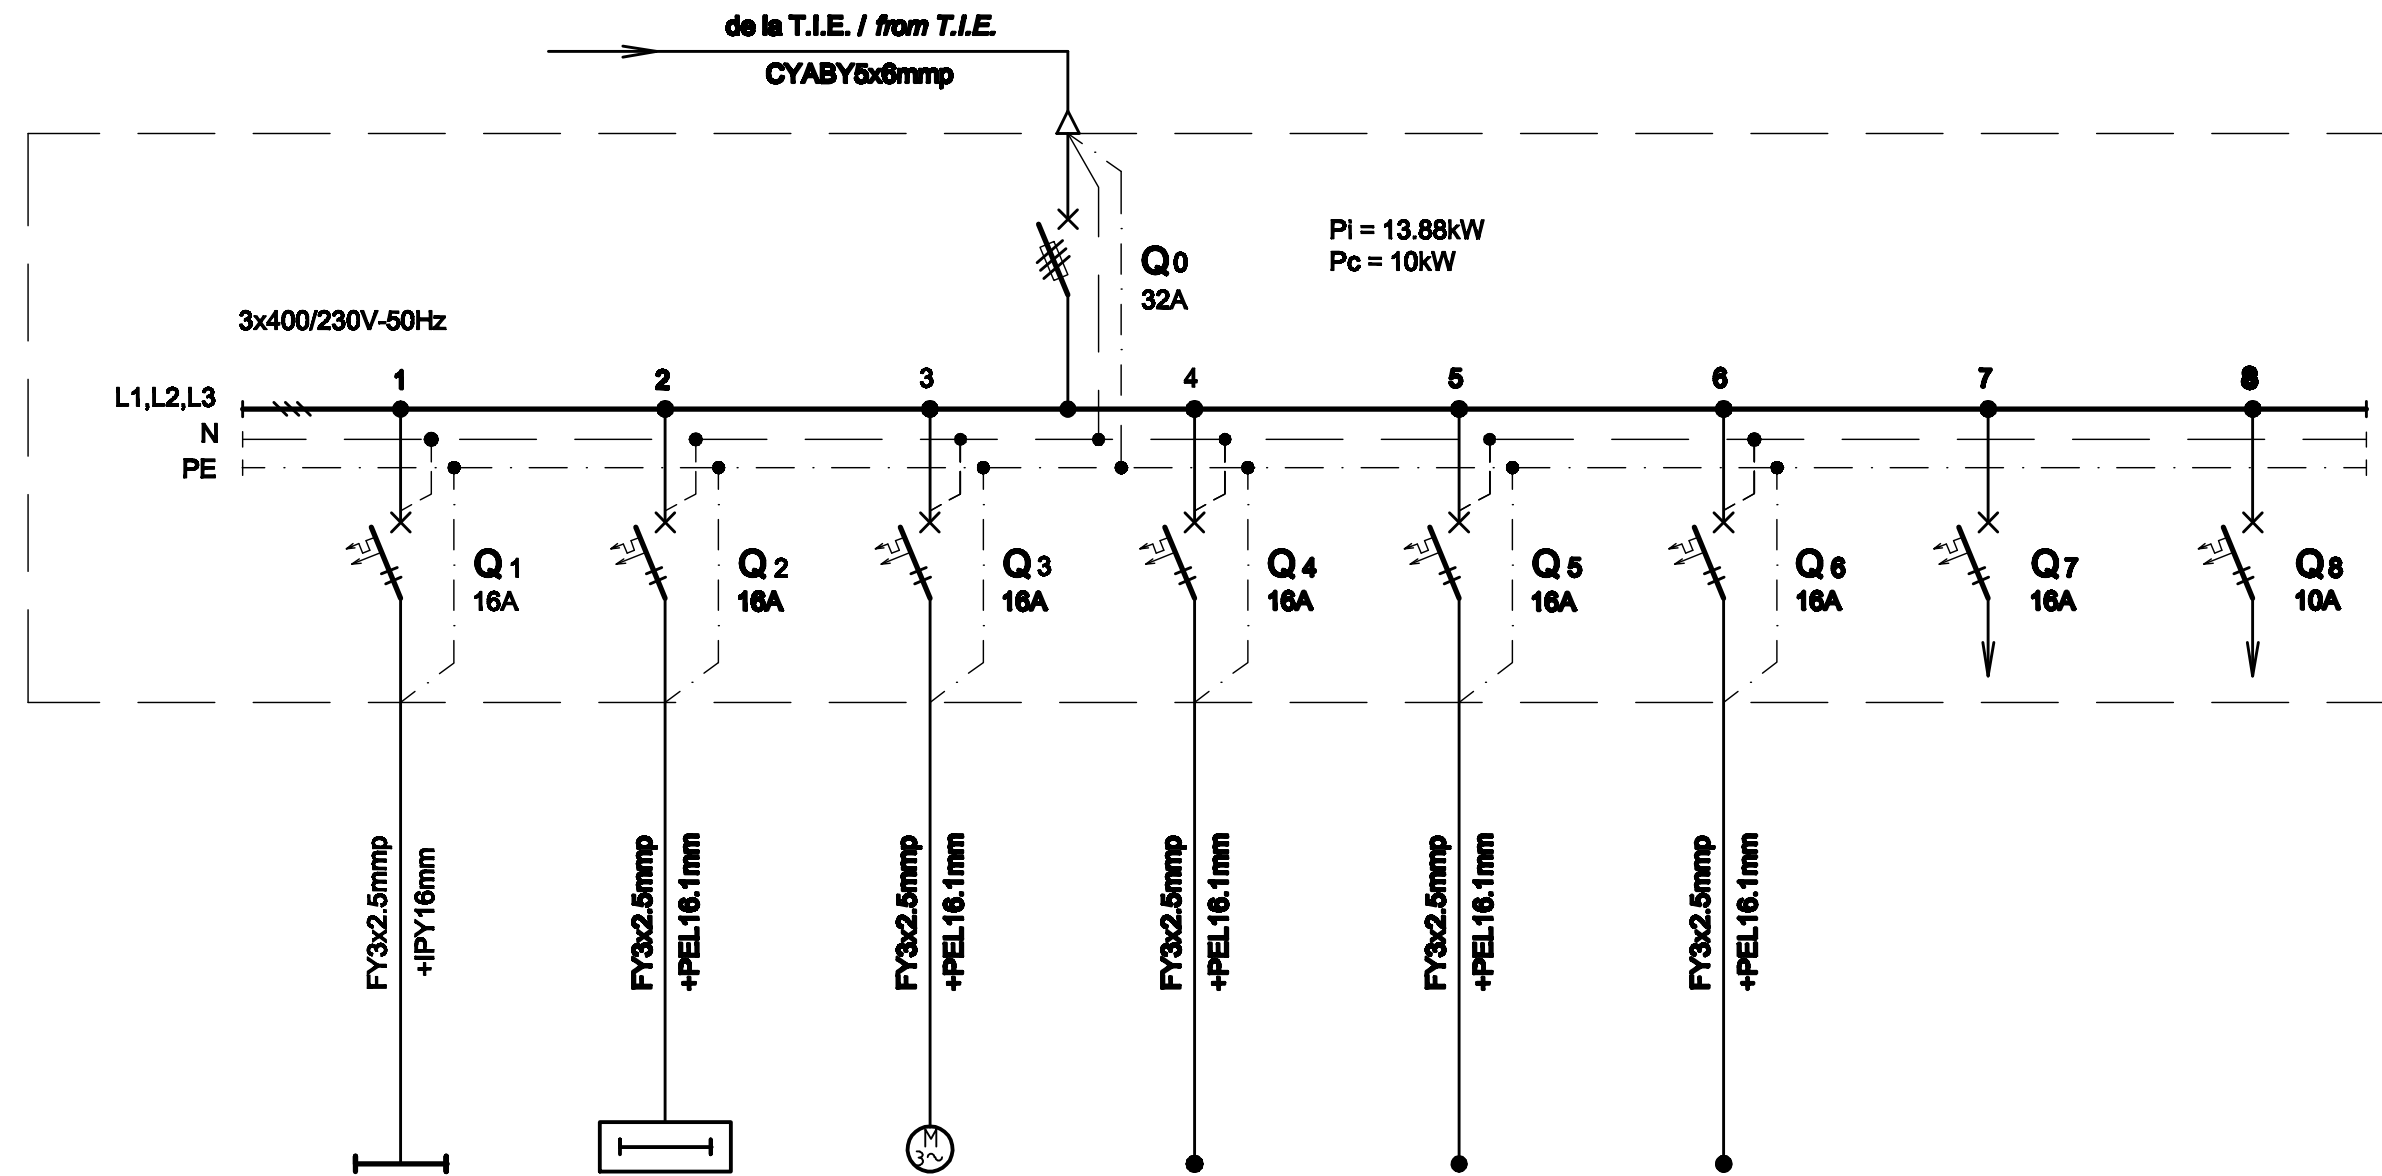 de la T.I.E. / from T.I.E.
CYABY5x6mmp
Pi = 13.88kW
Pc = 10kW
Q0
32A
3x400/230V-50Hz
1 2 3 4 5 6 7 8
L1,L2,L3
N
PE
Q1 Q2 Q3 Q4 Q5 Q6 Q7 Q8
16A 16A 16A 16A 16A 16A 16A 10A
FY3x2.5mmp
+IPY16mm
FY3x2.5mmp
+PEL16.1mm
FY3x2.5mmp
+PEL16.1mm
FY3x2.5mmp
+PEL16.1mm
FY3x2.5mmp
+PEL16.1mm
FY3x2.5mmp
+PEL16.1mm
M
3~